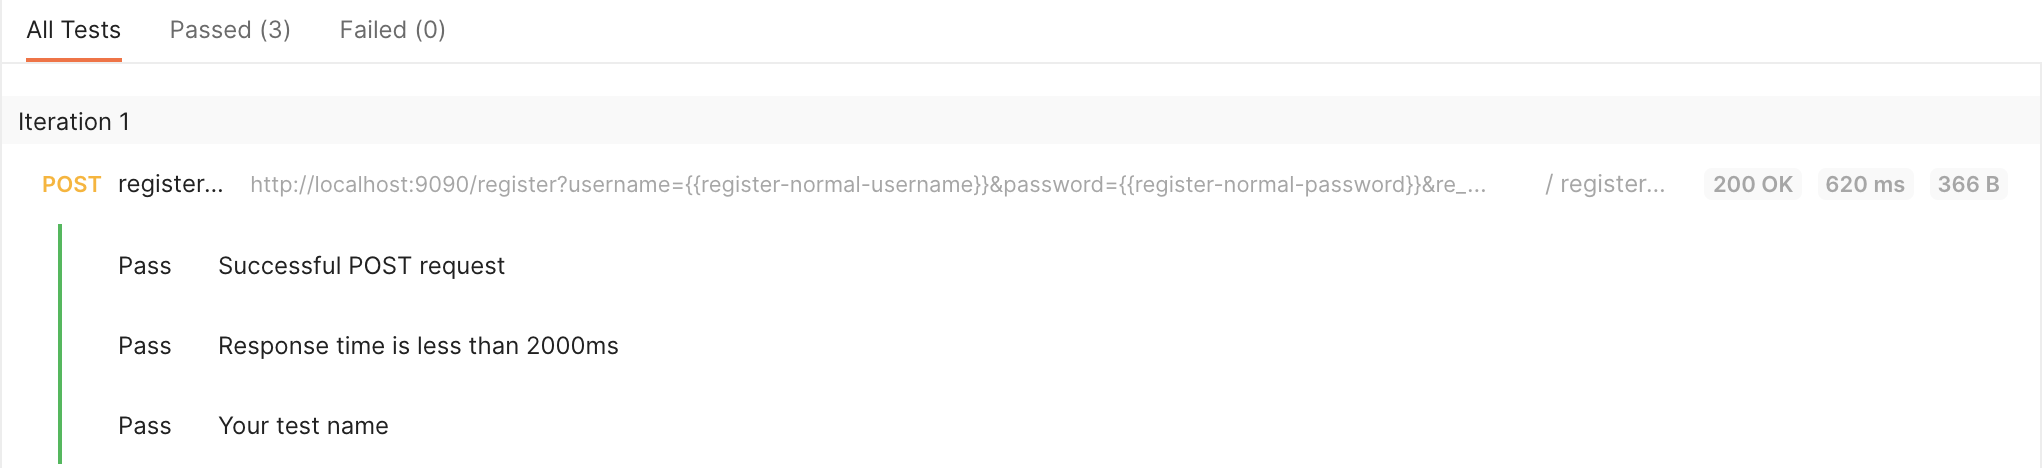 All Tests Passed (3) Failed (0)
Iteration 1
POST register... http://localhost:9090/register?username={{register-normal-username}}&password={{register-normal-password}}&re_... / register... 200 OK 620 ms 366 B
Pass Successful POST request
Pass Response time is less than 2000ms
Pass Your test name